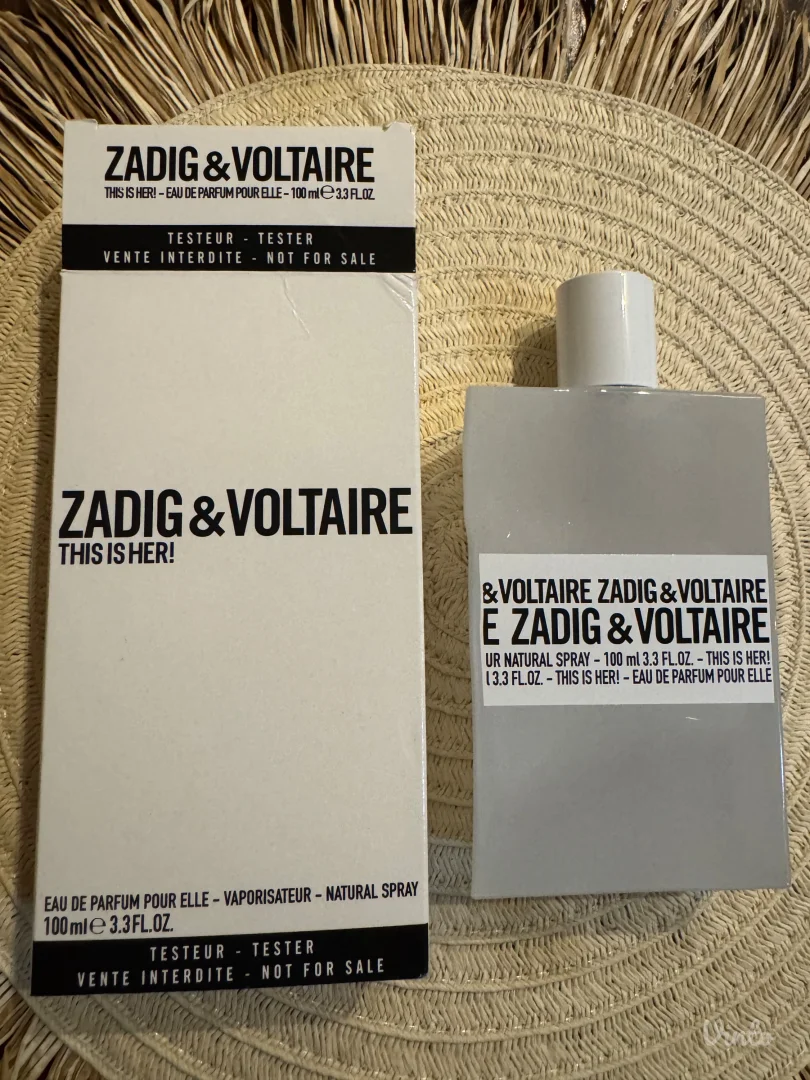 ZADIG & VOLTAIRE
THIS IS HER! – EAU DE PARFUM POUR ELLE – 100 ml e 3.3 FL.OZ.
TESTEUR - TESTER
VENTE INTERDITE - NOT FOR SALE
ZADIG & VOLTAIRE
THIS IS HER!
EAU DE PARFUM POUR ELLE – VAPORISATEUR – NATURAL SPRAY
100 ml e 3.3 FL.OZ.
TESTEUR - TESTER
VENTE INTERDITE - NOT FOR SALE
& VOLTAIRE ZADIG & VOLTAIRE
E ZADIG & VOLTAIRE
UR NATURAL SPRAY – 100 ml 3.3 FL.OZ. – THIS IS HER!
l 3.3 FL.OZ. – THIS IS HER! – EAU DE PARFUM POUR ELLE
Vinted